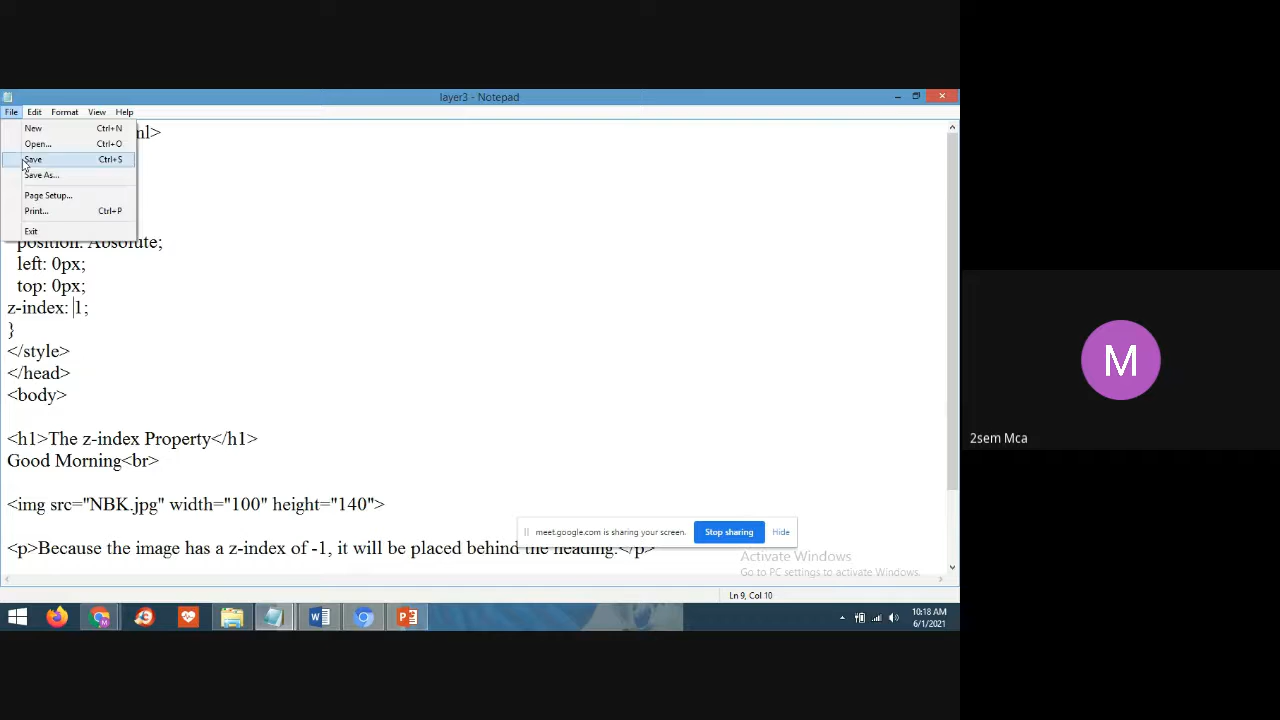 layer3 - Notepad
File Edit Format View Help
New Ctrl+N
Open... Ctrl+O
Save Ctrl+S
Save As...
Page Setup...
Print... Ctrl+P
Exit
position: Absolute;
left: 0px;
top: 0px;
z-index: 1;
}
</style>
</head>
<body>
<h1>The z-index Property</h1>
Good Morning<br>
<img src="NBK.jpg" width="100" height="140">
<p>Because the image has a z-index of -1, it will be placed behind the heading.</p>
meet.google.com is sharing your screen. Stop sharing Hide
Activate Windows
Go to PC settings to activate Windows.
Ln 9, Col 10
10:18 AM
6/1/2021
M
2sem Mca